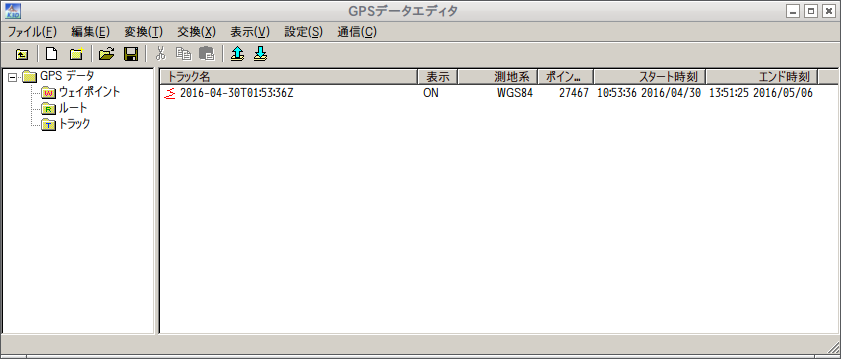 GPSデータエディタ
ファイル(F) 編集(E) 変換(T) 交換(X) 表示(V) 設定(S) 通信(C)
GPS データ
ウェイポイント
ルート
トラック
トラック名 表示 測地系 ポイン... スタート時刻 エンド時刻
2016-04-30T01:53:36Z ON WGS84 27467 10:53:36 2016/04/30 13:51:25 2016/05/06